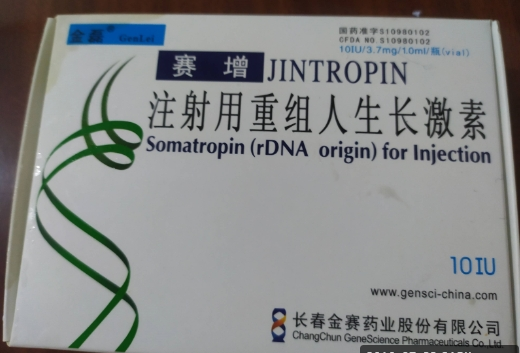 金磊® GenLei
国药准字S10980102
CFDA NO S10980102
10IU/3.7mg/1.0ml/瓶(vial)
赛增 JINTROPIN
注射用重组人生长激素
Somatropin (rDNA origin) for Injection
10IU
www.gensci-china.com
长春金赛药业股份有限公司
ChangChun GeneScience Pharmaceuticals Co.,Ltd